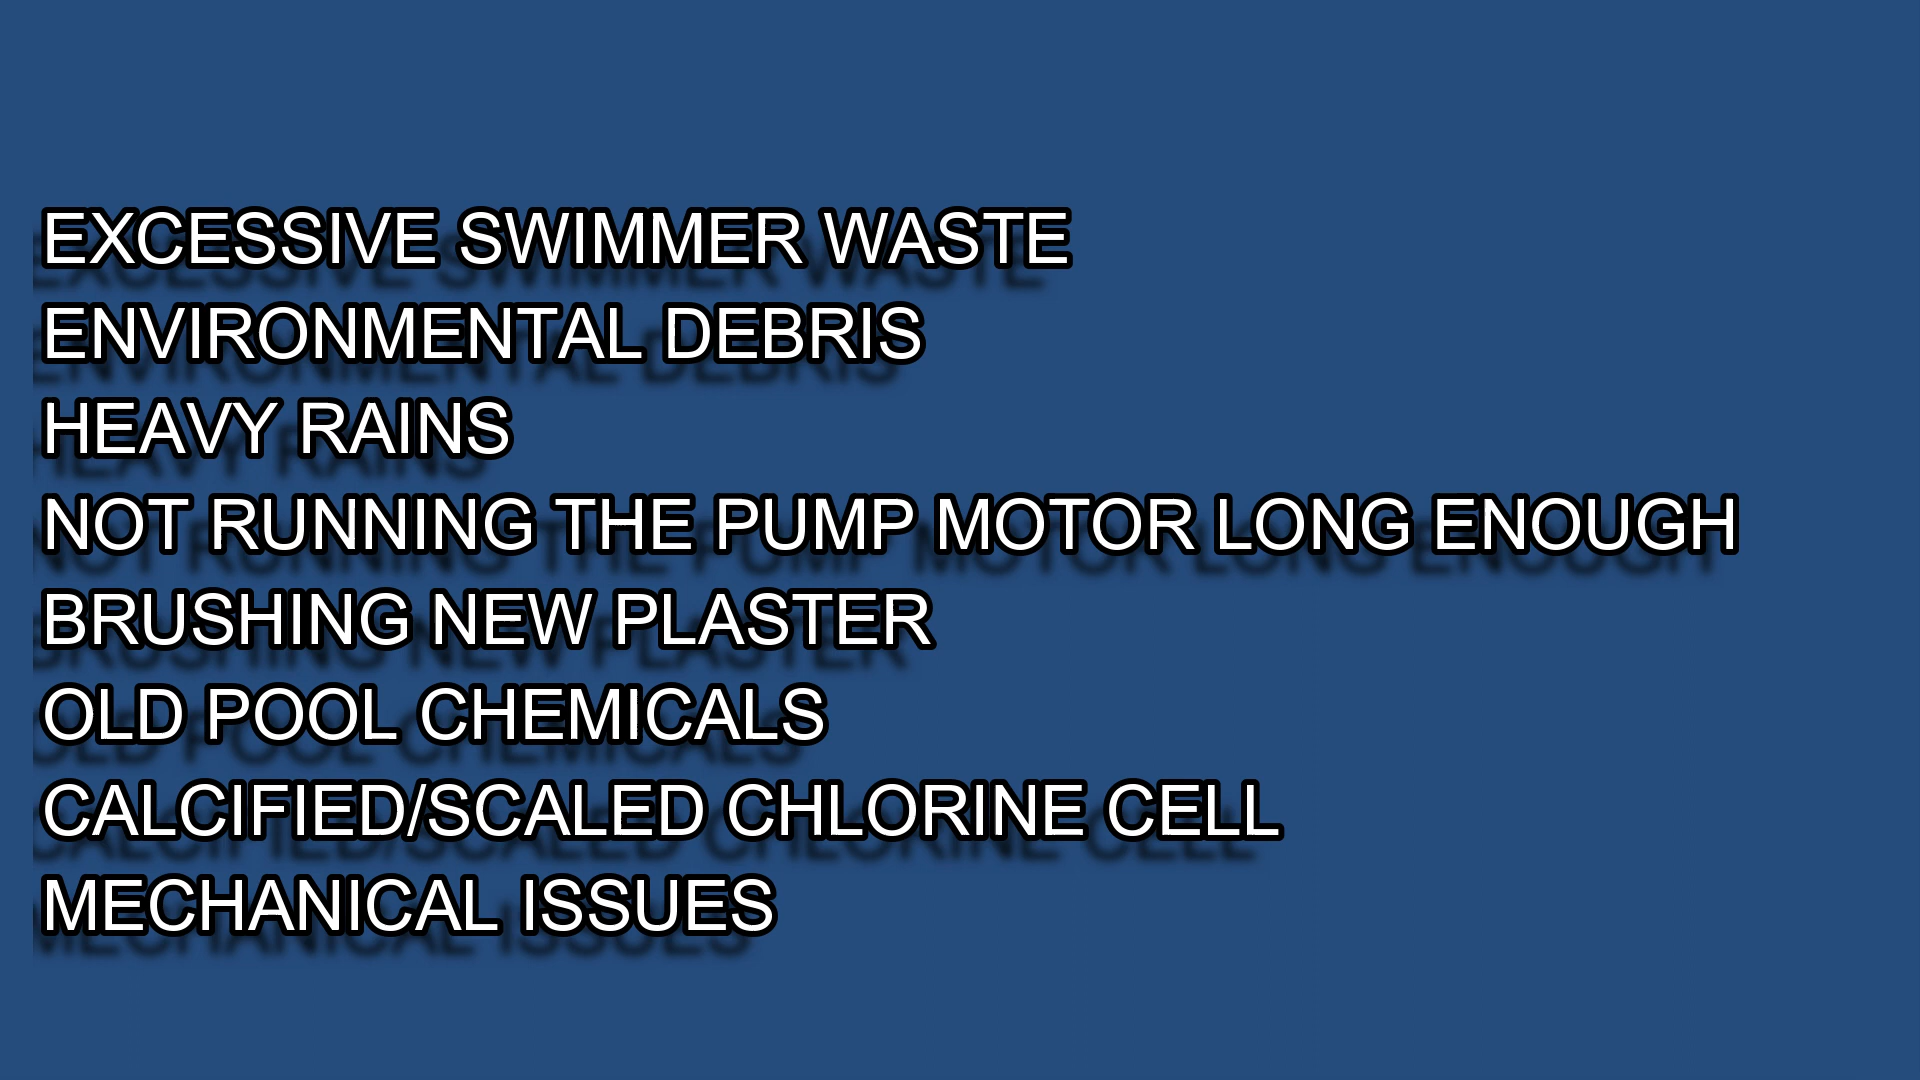 EXCESSIVE SWIMMER WASTE
ENVIRONMENTAL DEBRIS
HEAVY RAINS
NOT RUNNING THE PUMP MOTOR LONG ENOUGH
BRUSHING NEW PLASTER
OLD POOL CHEMICALS
CALCIFIED/SCALED CHLORINE CELL
MECHANICAL ISSUES